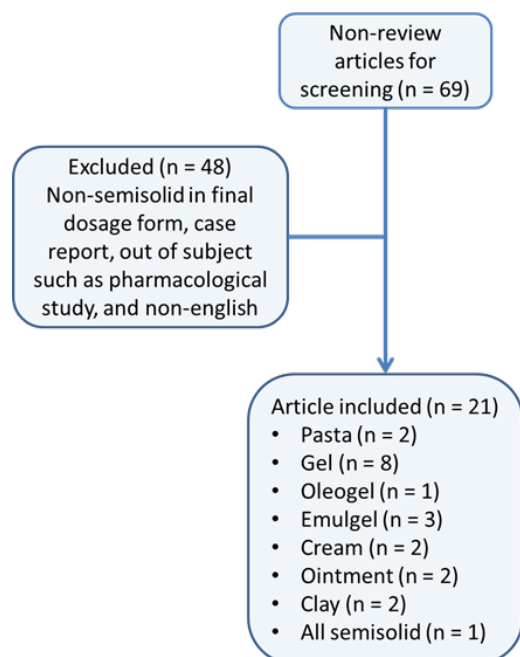 Non-review
articles for
screening (n = 69)
Excluded (n = 48)
Non-semisolid in final
dosage form, case
report, out of subject
such as pharmacological
study, and non-english
Article included (n = 21)
• Pasta (n = 2)
• Gel (n = 8)
• Oleogel (n = 1)
• Emulgel (n = 3)
• Cream (n = 2)
• Ointment (n = 2)
• Clay (n = 2)
• All semisolid (n = 1)